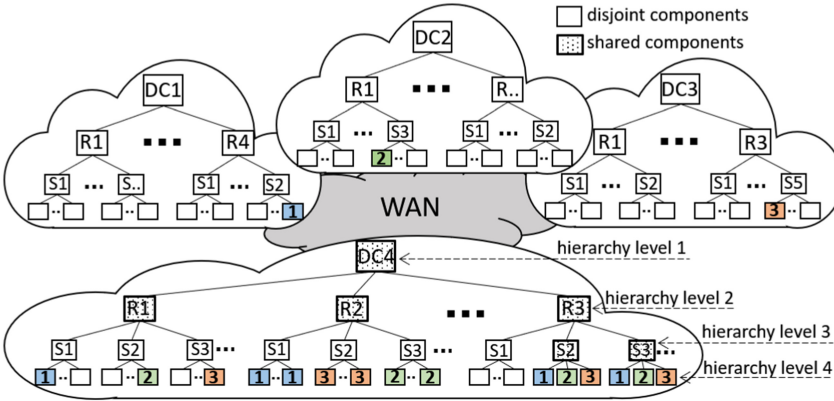 disjoint components
shared components
DC2
R1 ▪▪▪ R..
S1 ... S3 S1 ... S2
.. 2 .. .. ..
DC1
R1 ▪▪▪ R4
S1 ... S.. S1 ... S2
.. .. .. .. 1
DC3
R1 ▪▪▪ R3
S1 ... S2 S1 ... S5
.. .. .. 3 ..
WAN
DC4
hierarchy level 1
R1 R2 ▪▪▪ R3
hierarchy level 2
S1 S2 S3... S1 S2 S3 ... S1 S2 S3...
hierarchy level 3
1 .. .. 2 .. 3 1 .. 1 3 .. 3 2 .. 2 .. 1 2 3 1 2 3
hierarchy level 4